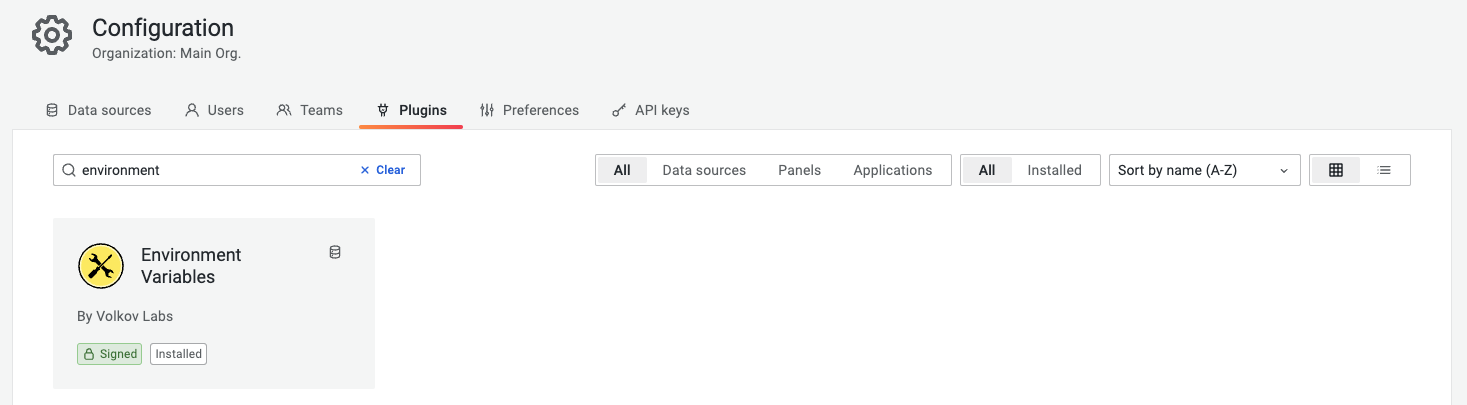 Configuration
Organization: Main Org.
Data sources Users Teams Plugins Preferences API keys
environment Clear All Data sources Panels Applications All Installed Sort by name (A-Z)
Environment
Variables
By Volkov Labs
Signed Installed